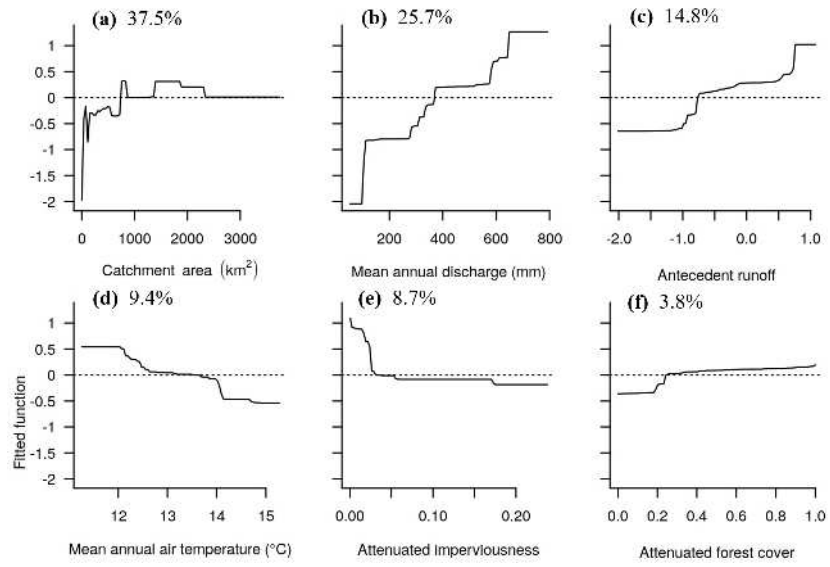 (a) 37.5%
(b) 25.7%
(c) 14.8%
1
0.5
0
-0.5
-1
-1.5
-2
0 1000 2000 3000
200 400 600 800
-2.0 -1.0 0.0 1.0
Catchment area (km²)
Mean annual discharge (mm)
Antecedent runoff
(d) 9.4%
(e) 8.7%
(f) 3.8%
Fitted function
1
0.5
0
-0.5
-1
-1.5
-2
12 13 14 15
0.00 0.10 0.20
0.0 0.2 0.4 0.6 0.8 1.0
Mean annual air temperature (°C)
Attenuated imperviousness
Attenuated forest cover